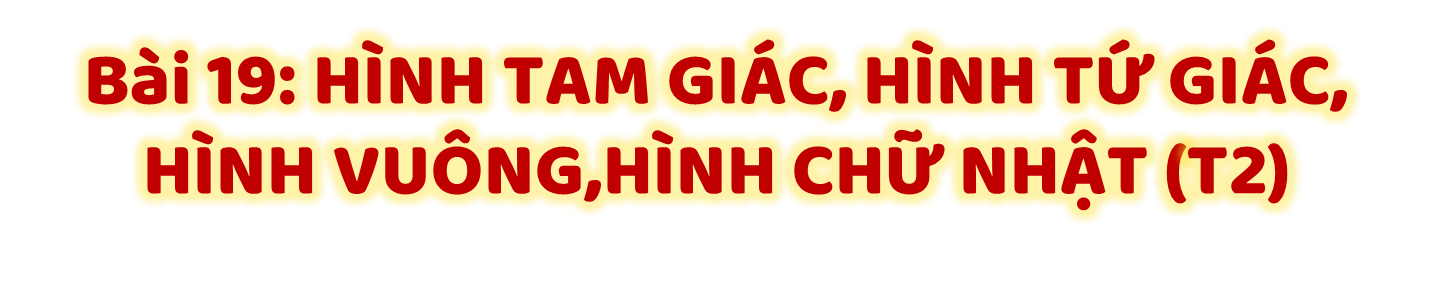 Bài 19: HÌNH TAM GIÁC, HÌNH TỨ GIÁC,
HÌNH VUÔNG,HÌNH CHỮ NHẬT (T2)